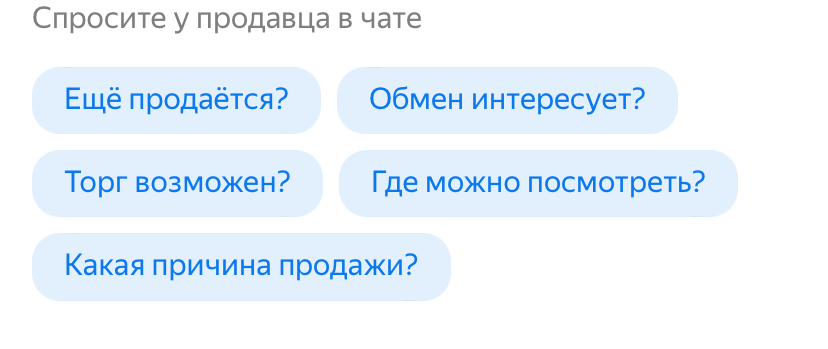 Спросите у продавца в чате
Ещё продаётся? Обмен интересует?
Торг возможен? Где можно посмотреть?
Какая причина продажи?